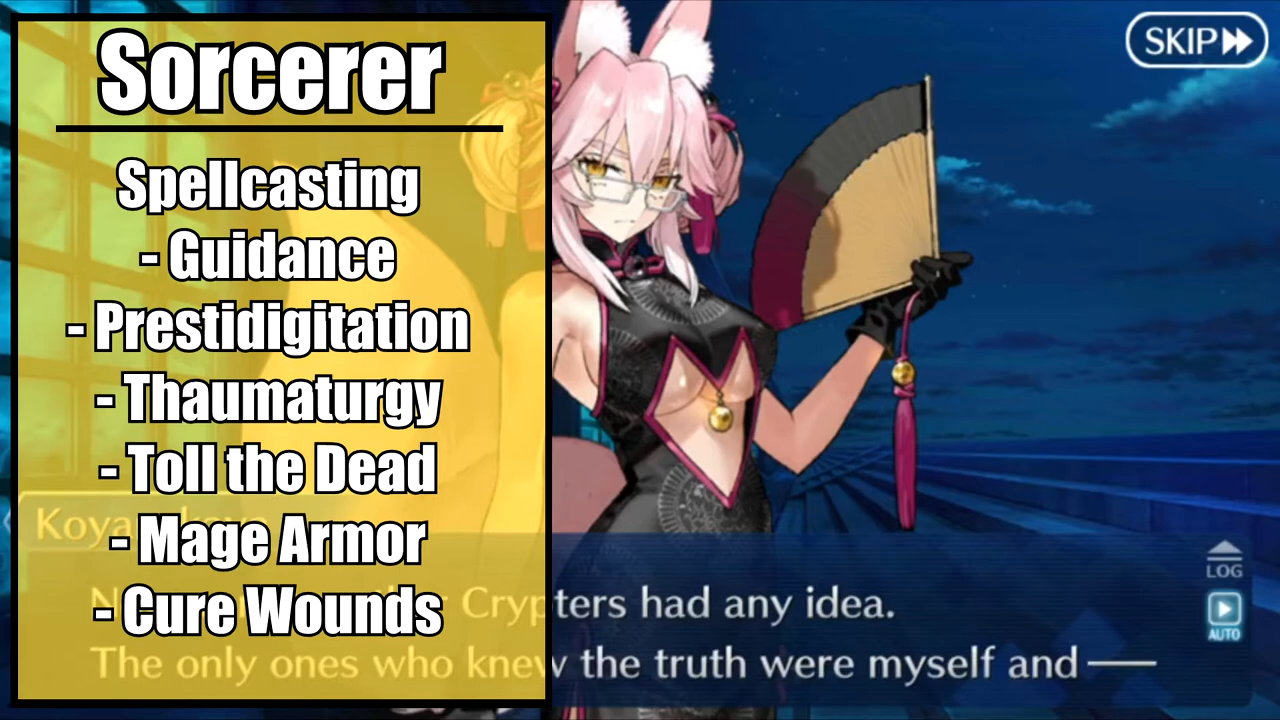 Sorcerer
Spellcasting
- Guidance
- Prestidigitation
- Thaumaturgy
- Toll the Dead
- Mage Armor
- Cure Wounds
SKIP
Koyanskaya
Crypters had any idea.
The only ones who knew the truth were myself and ——
LOG
AUTO